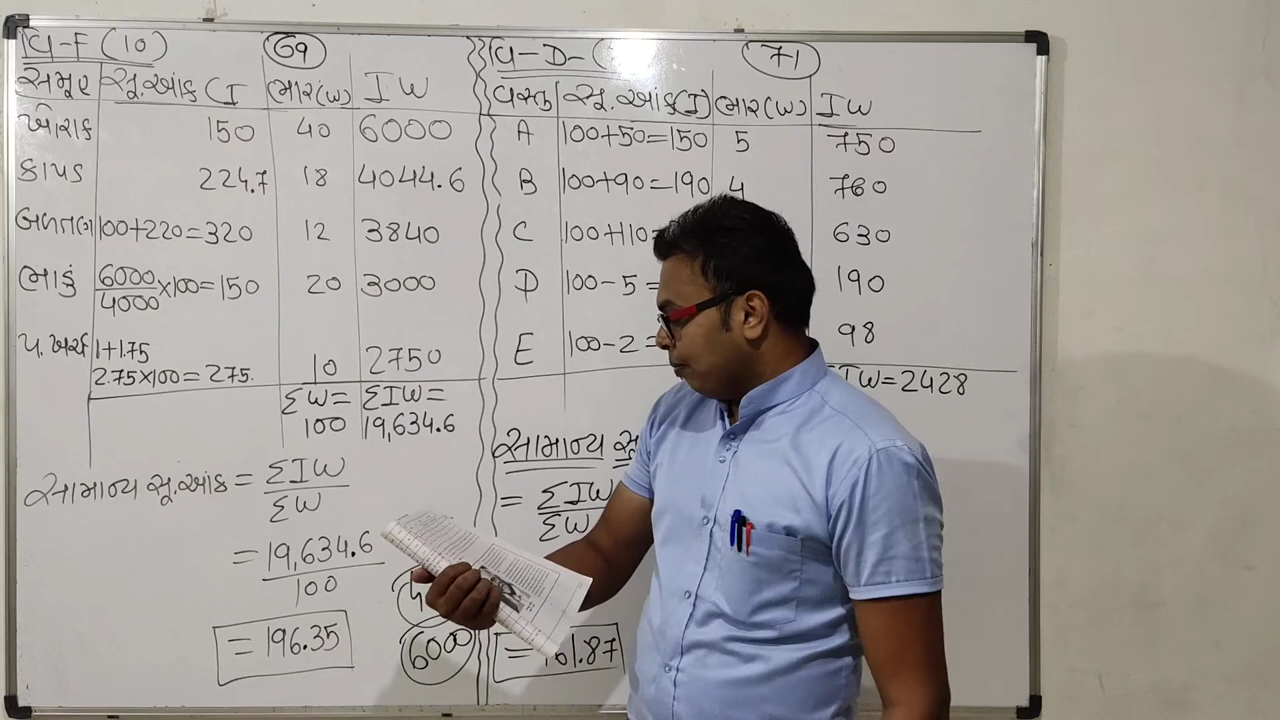 વિ-F (10) 69
સમૂહ સૂ.આંક (I ભાર(W) IW
ખોરાક 150 40 6000
કાપડ 224.7 18 4044.6
બળતણ 100+220=320 12 3840
ભાડું 6000/4000×100=150 20 3000
પ. ખર્ચ 1+1.75
2.75×100=275. 10 2750
ΣW= ΣIW=
100 19,634.6
સામાન્ય સૂ.આંક = ΣIW
ΣW
= 19,634.6
100
= 196.35
6000
વિ-D-( 71
વસ્તુ સૂ.આંક(I) ભાર(W) IW
A 100+50=150 5 750
B 100+90=190 4 760
C 100+110= 630
D 100-5= 190
E 100-2= 98
ΣIW=2428
સામાન્ય સૂ
= ΣIW
ΣW
= 161.87